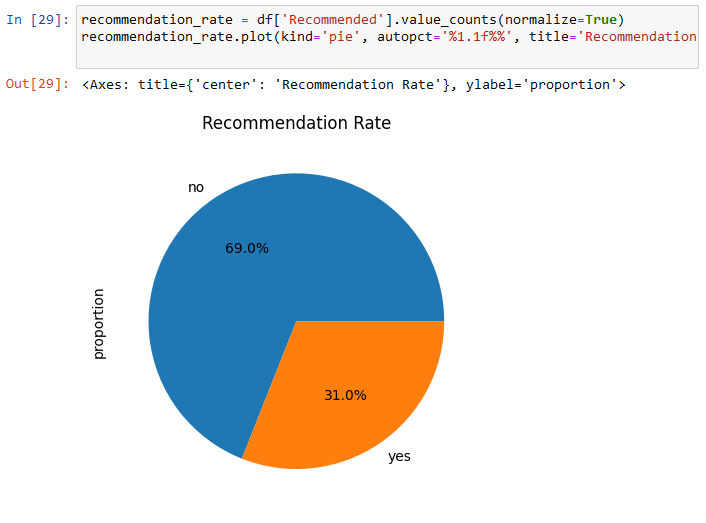 In [29]: recommendation_rate = df['Recommended'].value_counts(normalize=True)
recommendation_rate.plot(kind='pie', autopct='%1.1f%%', title='Recommendation
Out[29]: <Axes: title={'center': 'Recommendation Rate'}, ylabel='proportion'>
Recommendation Rate
no
69.0%
proportion
31.0%
yes